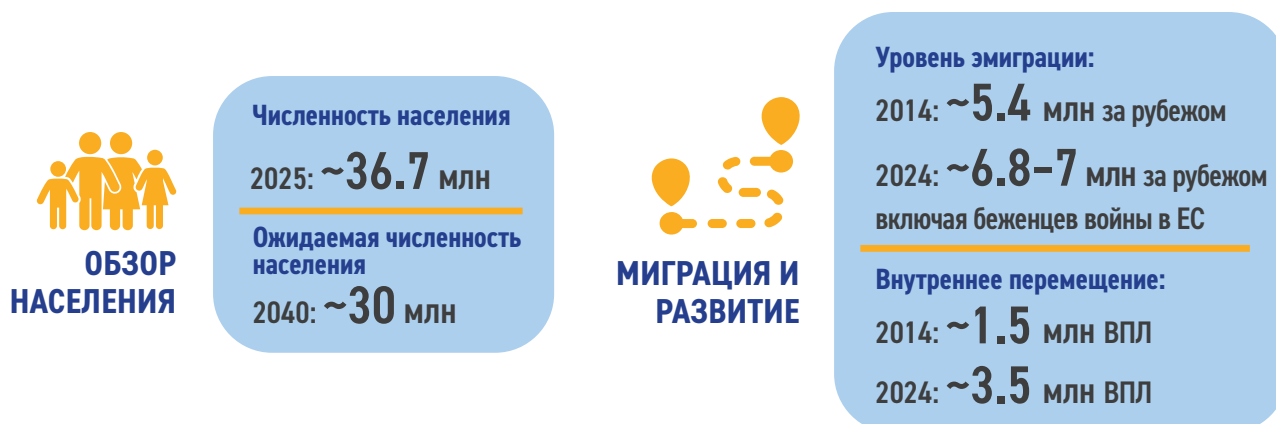 ОБЗОР
НАСЕЛЕНИЯ
Численность населения
2025: ~36.7 млн
Ожидаемая численность
населения
2040: ~30 млн
МИГРАЦИЯ И
РАЗВИТИЕ
Уровень эмиграции:
2014: ~5.4 млн за рубежом
2024: ~6.8–7 млн за рубежом
включая беженцев войны в ЕС
Внутреннее перемещение:
2014: ~1.5 млн ВПЛ
2024: ~3.5 млн ВПЛ